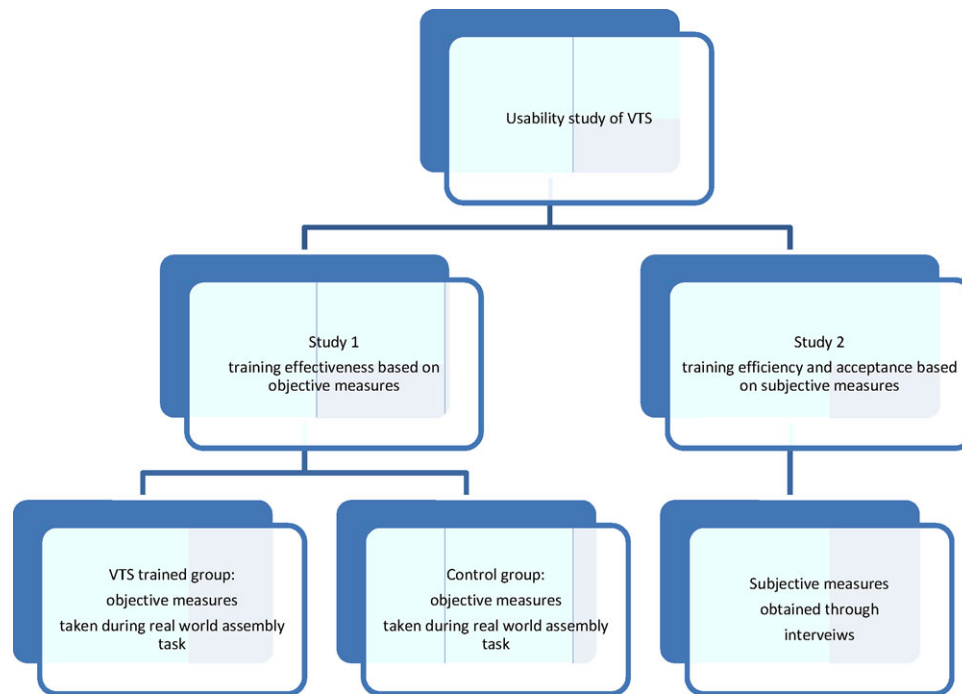 Usability study of VTS
Study 1
training effectiveness based on
objective measures
Study 2
training efficiency and acceptance based
on subjective measures
VTS trained group:
objective measures
taken during real world assembly
task
Control group:
objective measures
taken during real world assembly
task
Subjective measures
obtained through
interveiws